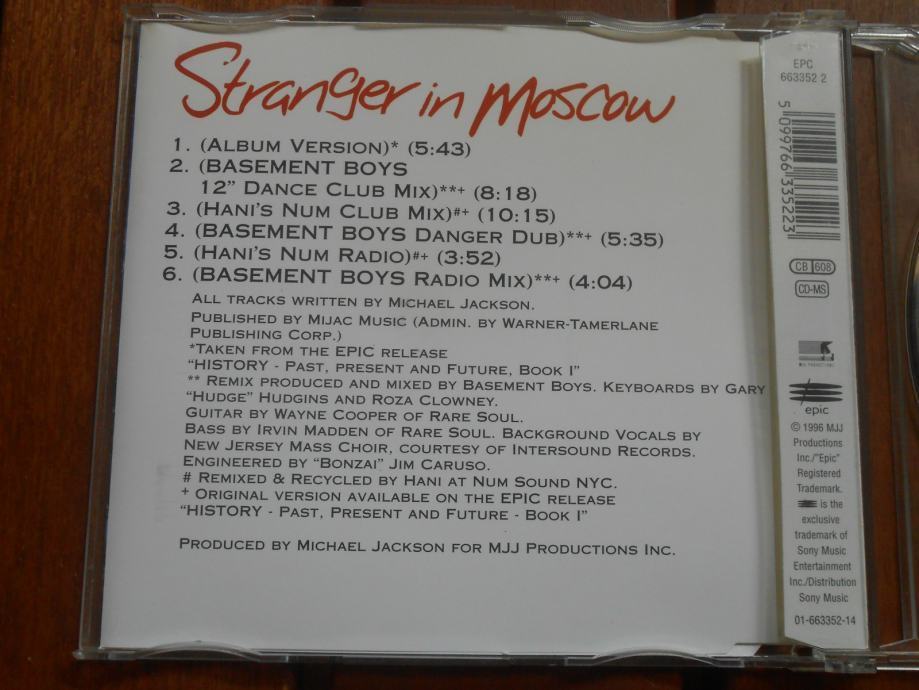 Stranger in Moscow
1. (Album Version)* (5:43)
2. (BASEMENT BOYS
12" Dance Club Mix)**+ (8:18)
3. (Hani's Num Club Mix)#+ (10:15)
4. (BASEMENT BOYS Danger Dub)**+ (5:35)
5. (Hani's Num Radio)#+ (3:52)
6. (BASEMENT BOYS Radio Mix)**+ (4:04)
All tracks written by Michael Jackson.
Published by Mijac Music (Admin. by Warner-Tamerlane
Publishing Corp.)
*Taken from the EPIC release
"HIStory - Past, present and Future, Book I"
** Remix produced and mixed by Basement Boys. Keyboards by Gary
"Hudge" Hudgins and Roza Clowney.
Guitar by Wayne Cooper of Rare Soul.
Bass by Irvin Madden of Rare Soul. Background Vocals by
New Jersey Mass Choir, courtesy of Intersound Records.
Engineered by "Bonzai" Jim Caruso.
# Remixed & Recycled by Hani at Num Sound NYC.
+ Original version available on the EPIC release
"HIStory - Past, Present and Future - Book I"
Produced by Michael Jackson for MJJ Productions Inc.
EPC
663352 2
5 099766 335223
CB 608
CD-MS
MJJ PRODUCTIONS
epic
© 1996 MJJ
Productions
Inc./"Epic"
Registered
Trademark.
is the
exclusive
trademark of
Sony Music
Entertainment
Inc./Distribution
Sony Music
01-663352-14